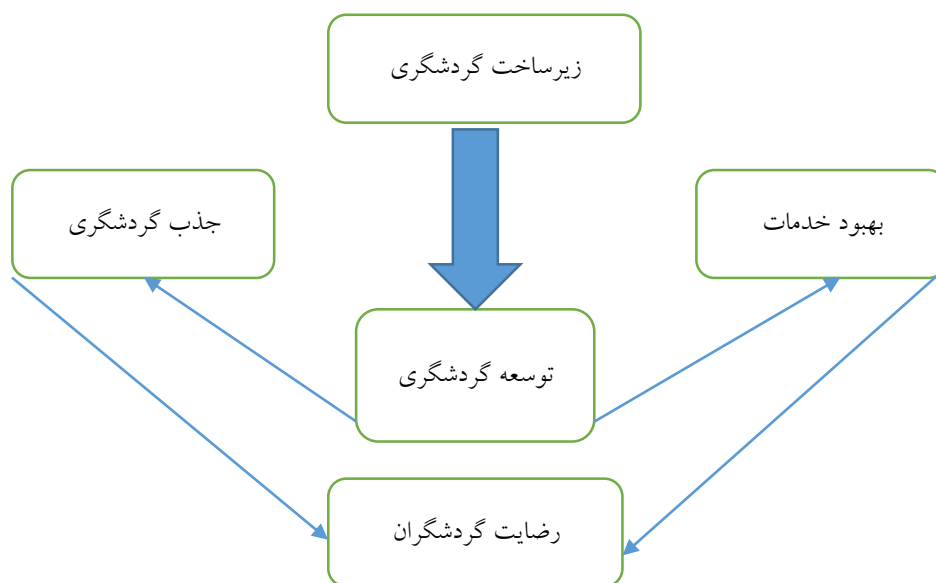 زیرساخت گردشگری
بهبود خدمات
جذب گردشگری
توسعه گردشگری
رضایت گردشگران